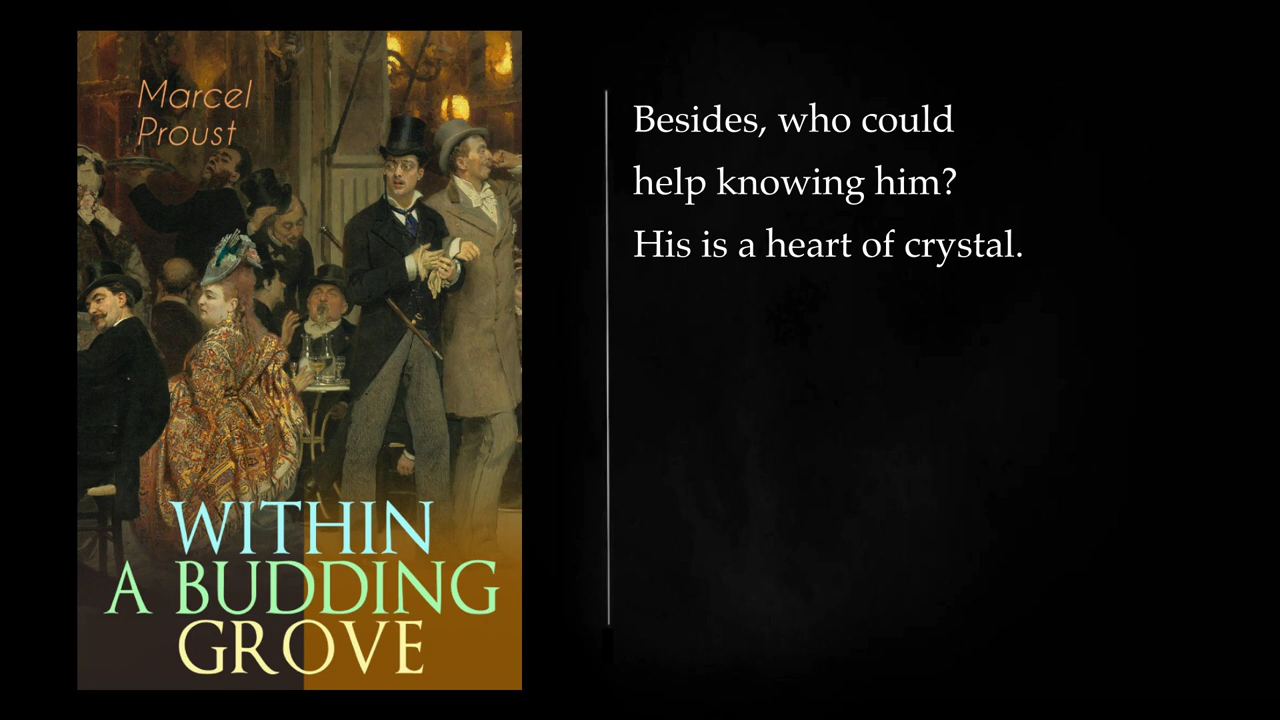 Marcel
Proust
WITHIN
A BUDDING
GROVE
Besides, who could
help knowing him?
His is a heart of crystal.